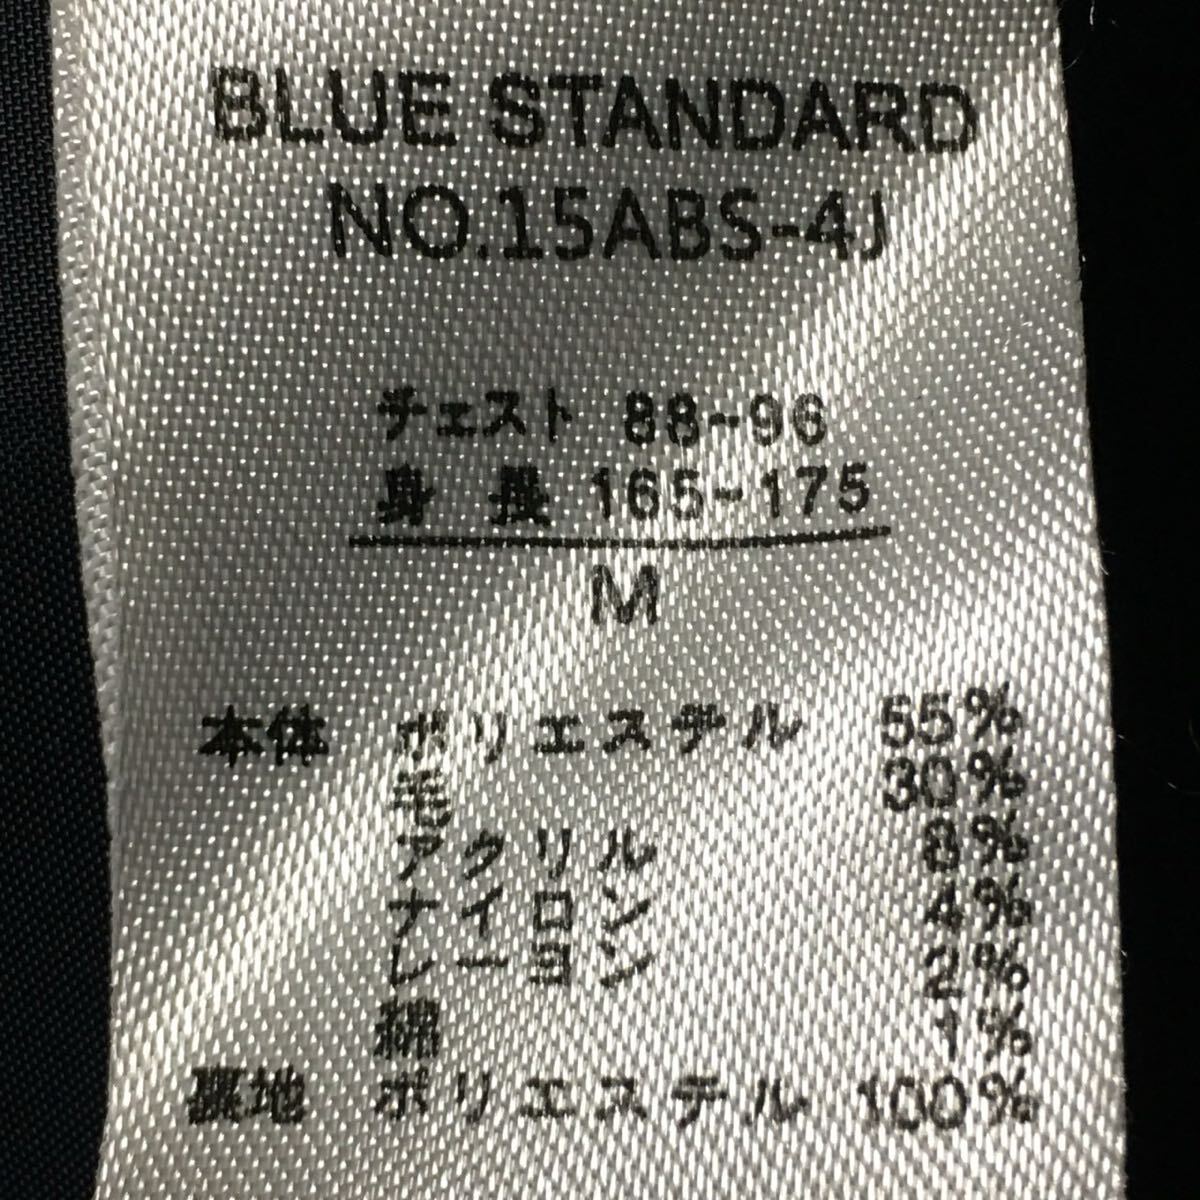 BLUE STANDARD
NO.15ABS-4J
チェスト 88~96
身 長 165~175
M
本体 ポリエステル 55%
毛 30%
アクリル 8%
ナイロン 4%
レーヨン 2%
綿 1%
裏地 ポリエステル 100%